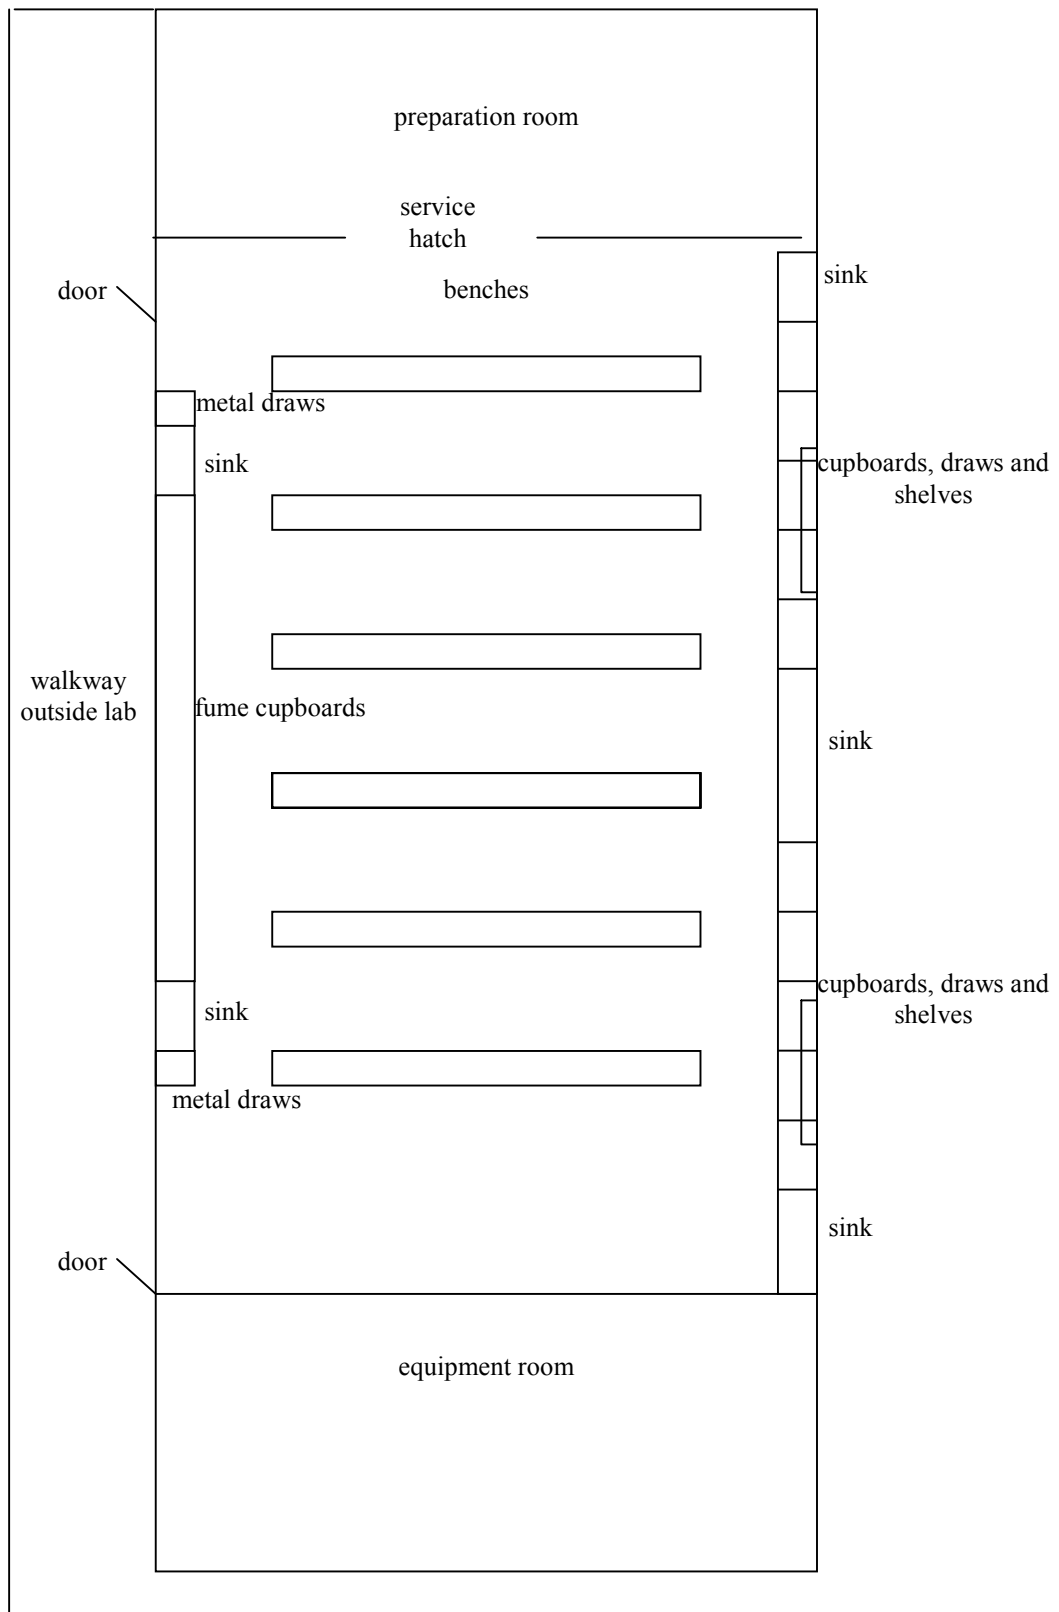 preparation room
service
hatch
door
benches
sink
metal draws
sink
cupboards, draws and
shelves
walkway
outside lab
fume cupboards
sink
cupboards, draws and
shelves
sink
metal draws
door
sink
equipment room